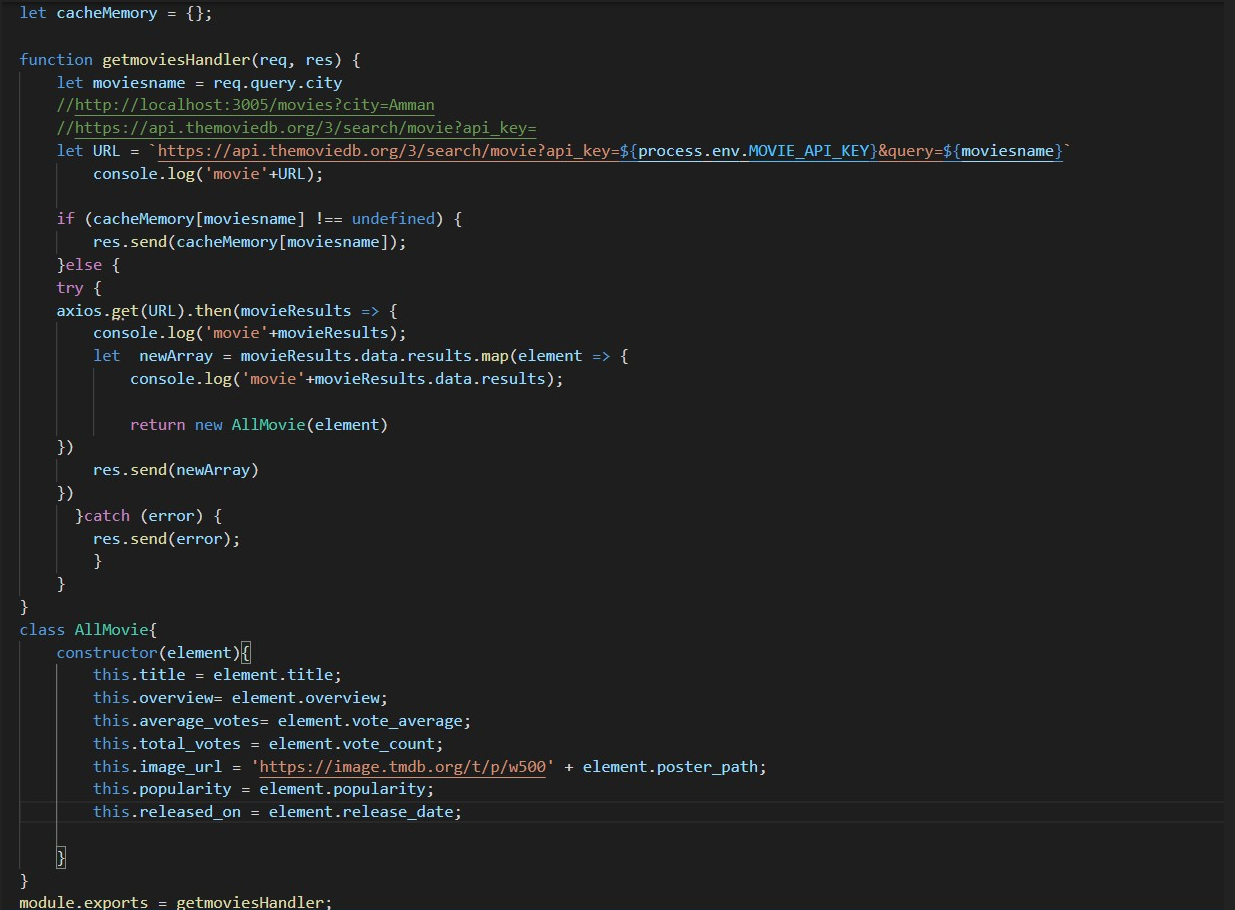 let cacheMemory = {};
function getmoviesHandler(req, res) {
let moviesname = req.query.city
//http://localhost:3005/movies?city=Amman
//https://api.themoviedb.org/3/search/movie?api_key=
let URL = `https://api.themoviedb.org/3/search/movie?api_key=${process.env.MOVIE_API_KEY}&query=${moviesname}`
console.log('movie'+URL);
if (cacheMemory[moviesname] !== undefined) {
res.send(cacheMemory[moviesname]);
}else {
try {
axios.get(URL).then(movieResults => {
console.log('movie'+movieResults);
let  newArray = movieResults.data.results.map(element => {
console.log('movie'+movieResults.data.results);
return new AllMovie(element)
})
res.send(newArray)
})
}catch (error) {
res.send(error);
}
}
}
class AllMovie{
constructor(element){
this.title = element.title;
this.overview= element.overview;
this.average_votes= element.vote_average;
this.total_votes = element.vote_count;
this.image_url = 'https://image.tmdb.org/t/p/w500' + element.poster_path;
this.popularity = element.popularity;
this.released_on = element.release_date;
}
}
module.exports = getmoviesHandler;